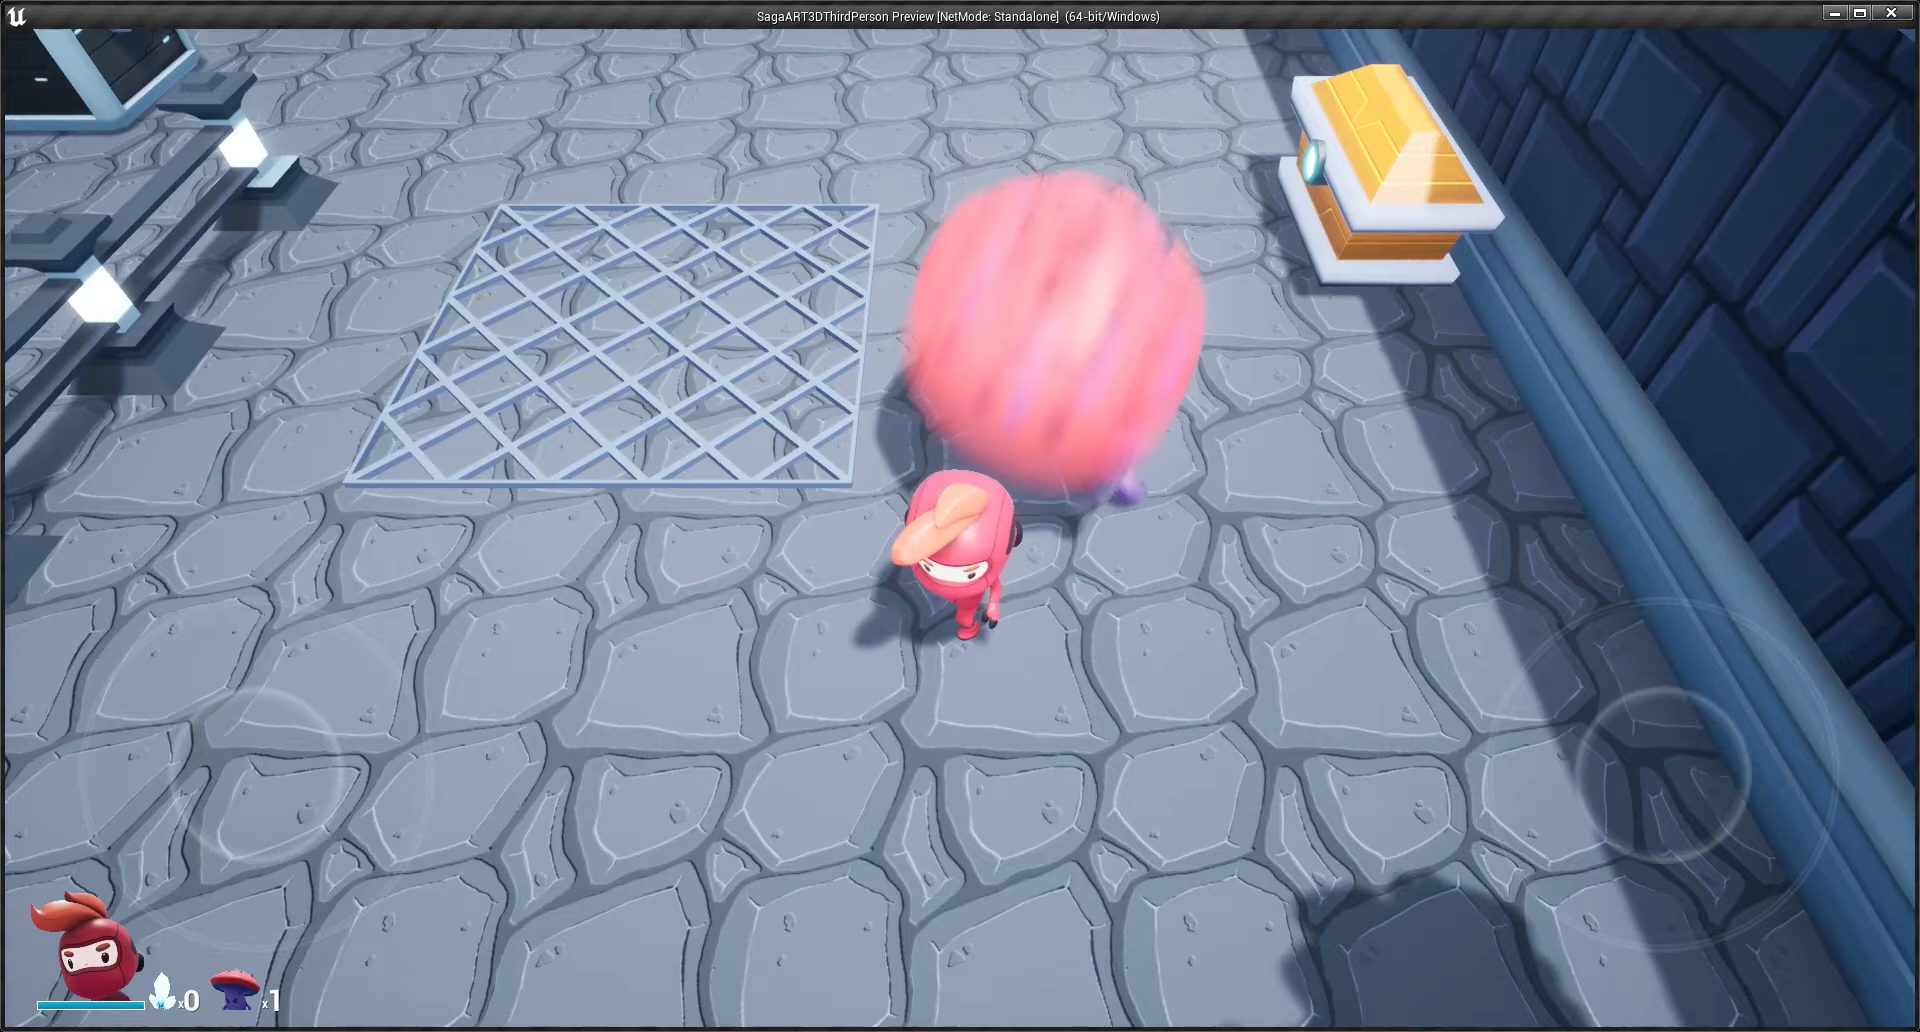 SagaART3DThirdPerson Preview [NetMode: Standalone] (64-bit/Windows)
x0
x1